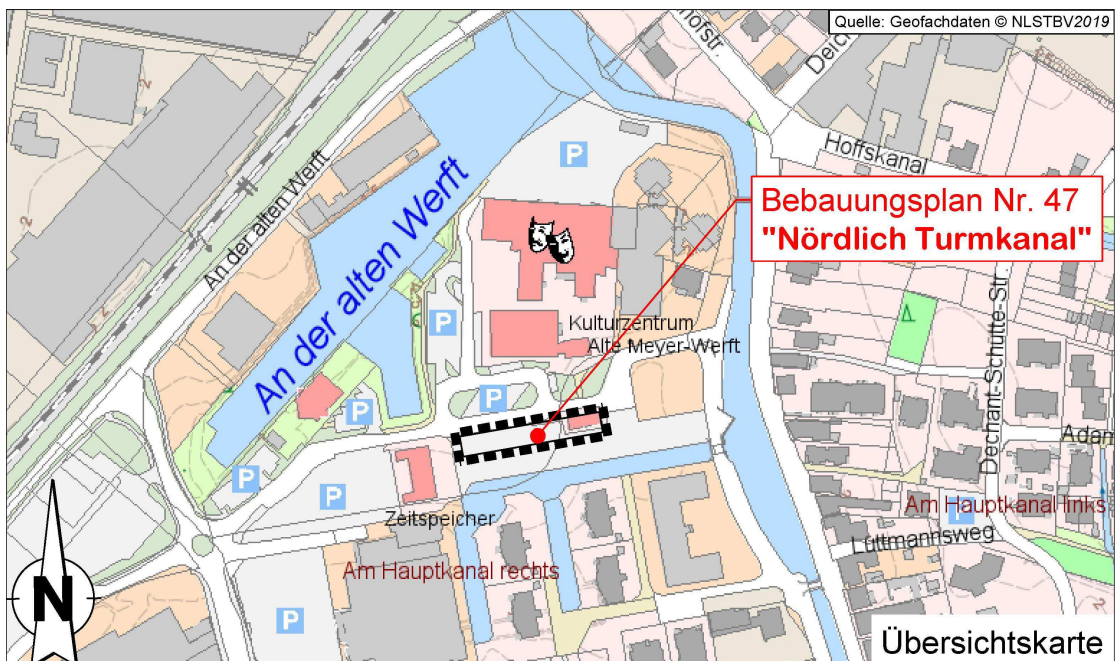 Quelle: Geofachdaten © NLSTBV2019
Hoffskanal
Bebauungsplan Nr. 47
"Nördlich Turmkanal"
An der alten Werft
An der alten Werft
P
P
P
P
P
P
P
P
Kulturzentrum
Alte Meyer-Werft
Dechant-Schütte-Str.
Am Hauptkanal links
Lüttmannsweg
Zeitspeicher
Am Hauptkanal rechts
N
Übersichtskarte